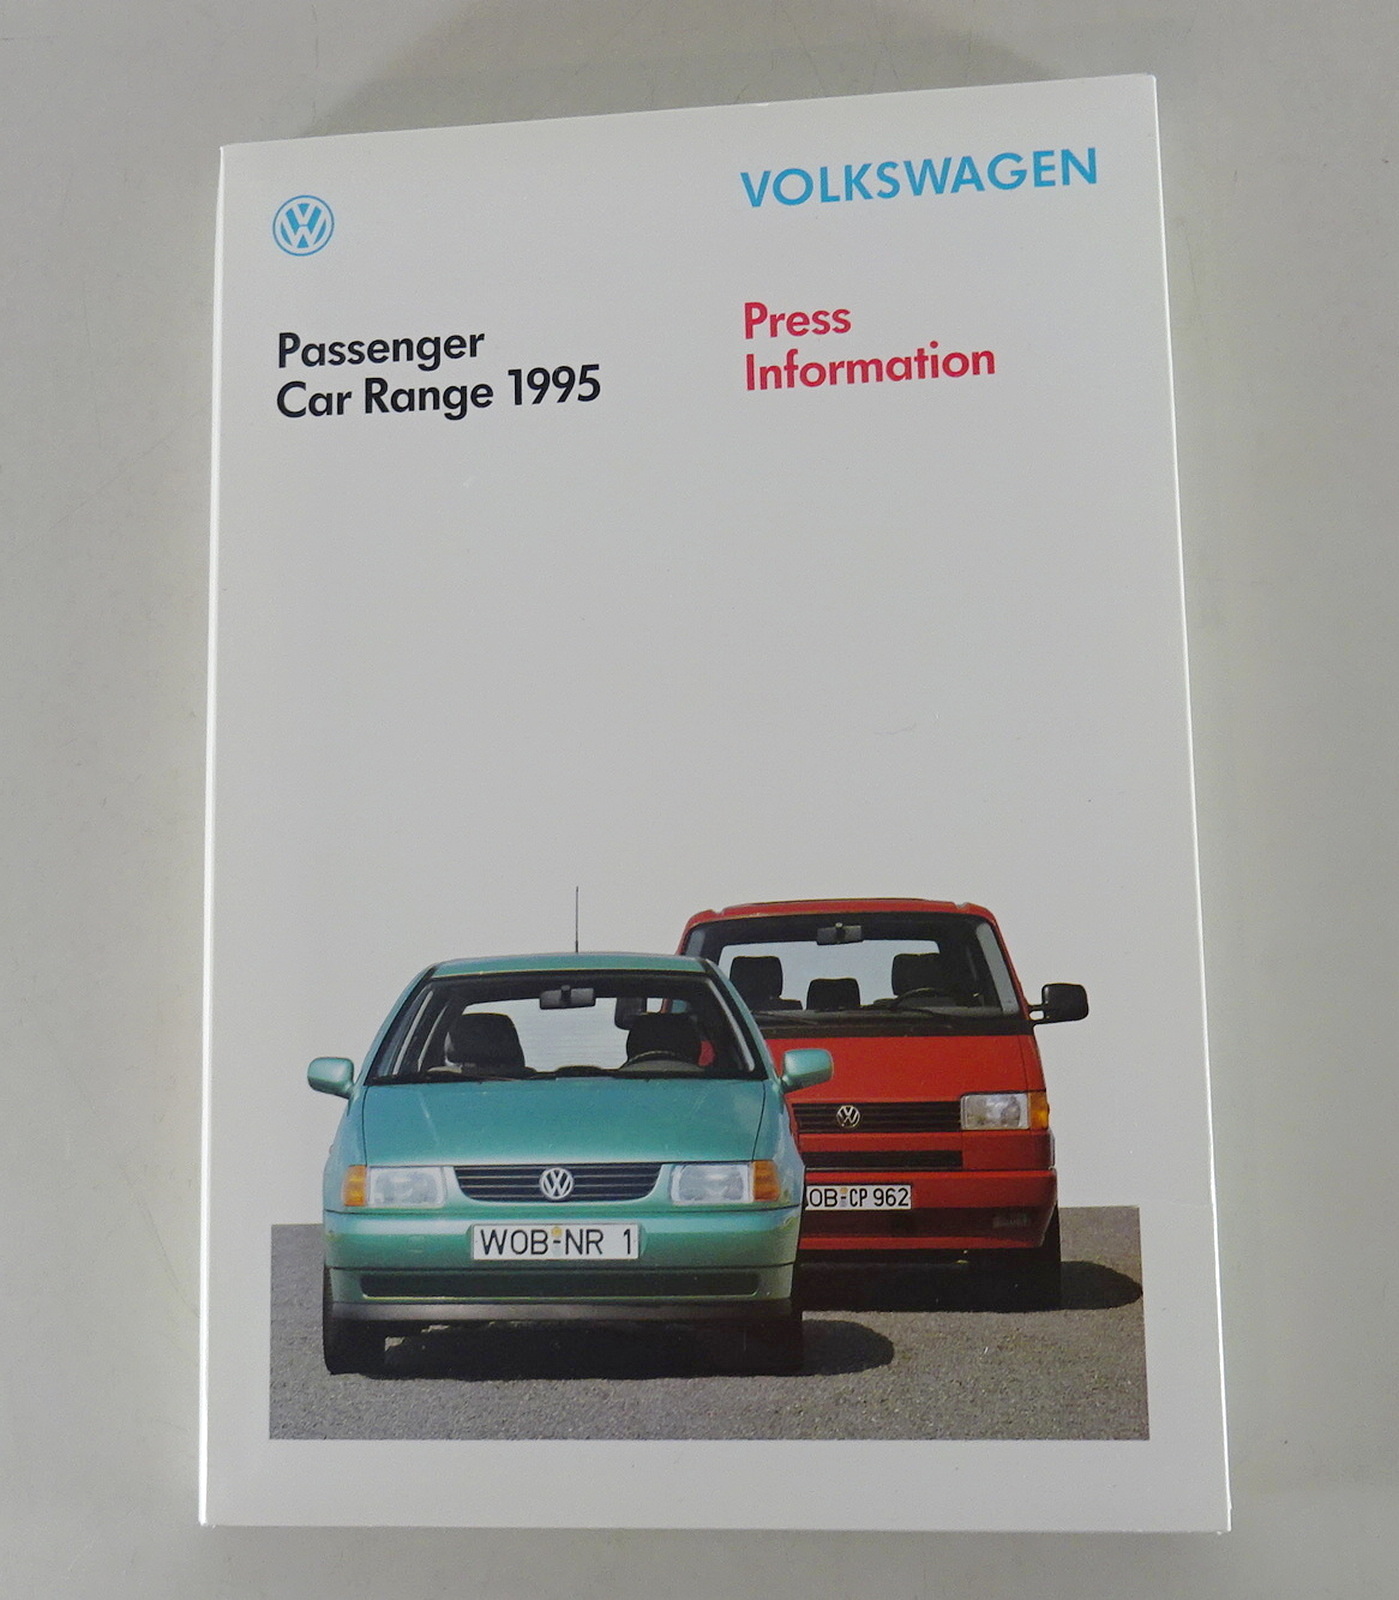 VOLKSWAGEN
Passenger
Car Range 1995
Press
Information
WOB-NR 1
OB-CP 962